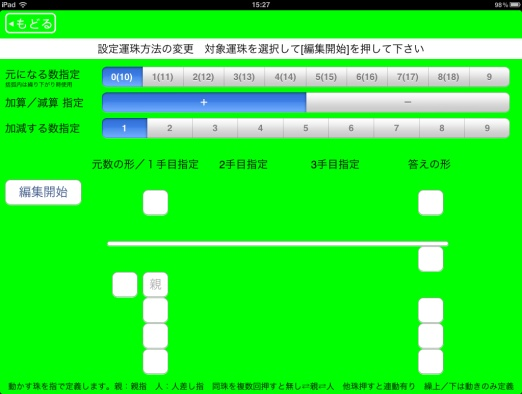 iPad 15:27 98%
◂もどる
設定運珠方法の変更　対象運珠を選択して[編集開始]を押して下さい
元になる数指定 0(10) 1(11) 2(12) 3(13) 4(14) 5(15) 6(16) 7(17) 8(18) 9
括弧内は繰り下がり時使用
加算／減算 指定 + −
加減する数指定 1 2 3 4 5 6 7 8 9
元数の形／１手目指定 2手目指定 3手目指定 答えの形
編集開始
親
動かす珠を指で定義します。親：親指　人：人差し指　同珠を複数回押すと無し⇌親⇌人　他珠押すと連動有り　繰上／下は動きのみ定義